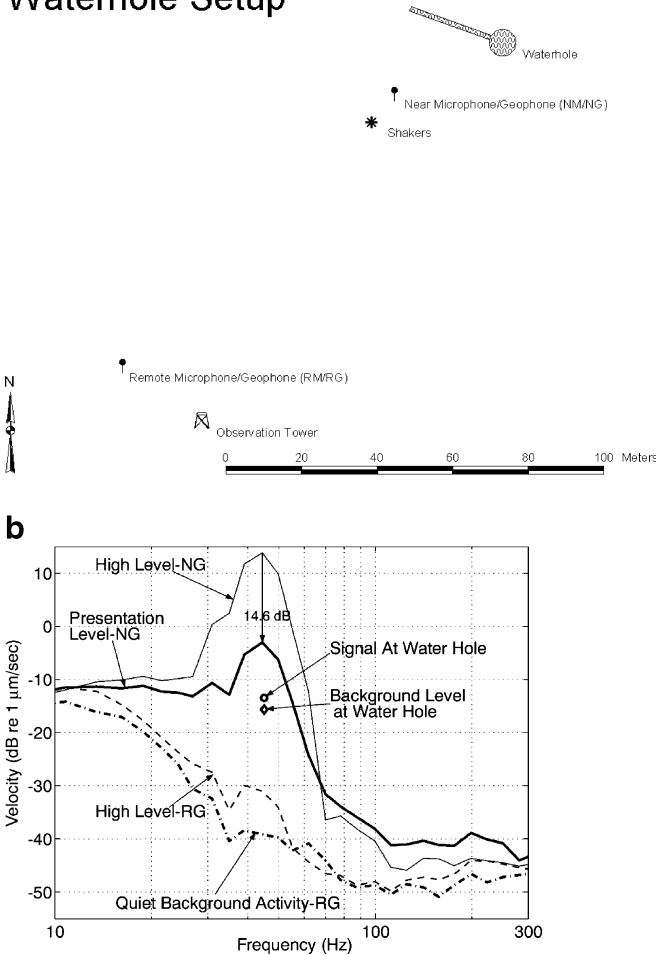 Waterhole Setup
Waterhole
Near Microphone/Geophone (NM/NG)
Shakers
Remote Microphone/Geophone (RM/RG)
N
Observation Tower
0 20 40 60 80 100 Meters
b
High Level-NG
10
Presentation
Level-NG
14.6 dB
0
Signal At Water Hole
-10
Background Level
at Water Hole
-20
-30
High Level-RG
-40
-50
Quiet Background Activity-RG
Velocity (dB re 1 μm/sec)
10 100 300
Frequency (Hz)